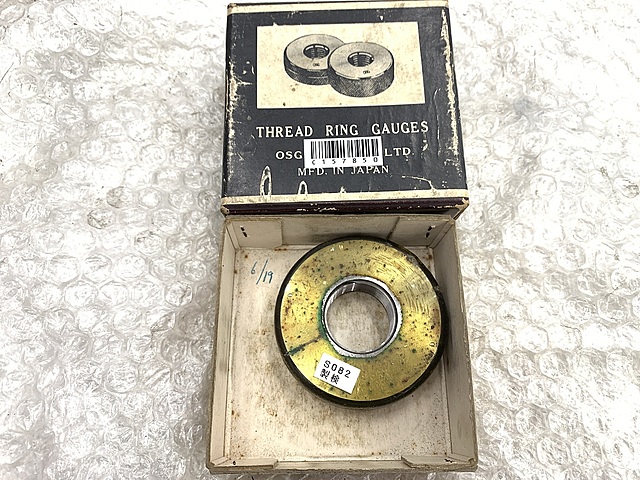 THREAD RING GAUGES
OSG LTD
C157850
MFD. IN JAPAN
6/19
S082
製検